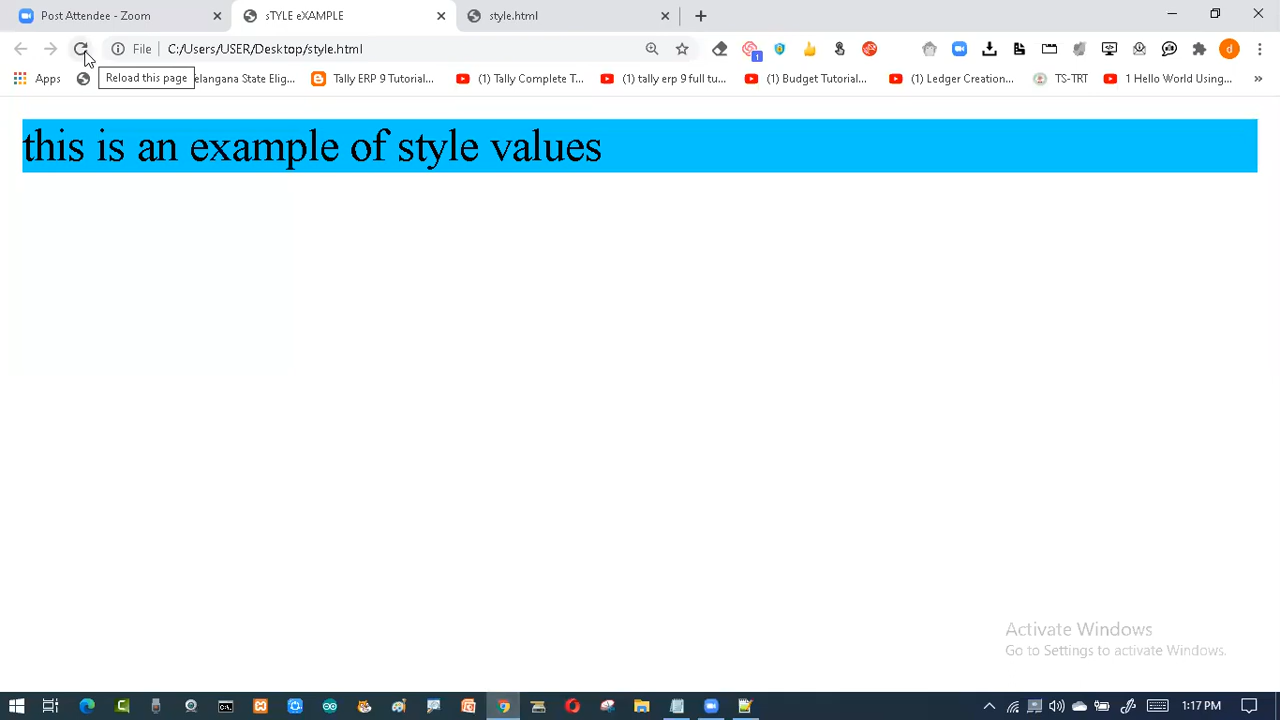 Post Attendee - Zoom
sTYLE eXAMPLE
style.html
File
C:/Users/USER/Desktop/style.html
Apps
Reload this page
elangana State Elig...
Tally ERP 9 Tutorial...
(1) Tally Complete T...
(1) tally erp 9 full tu...
(1) Budget Tutorial...
(1) Ledger Creation...
TS-TRT
1 Hello World Using...
this is an example of style values
Activate Windows
Go to Settings to activate Windows.
1:17 PM